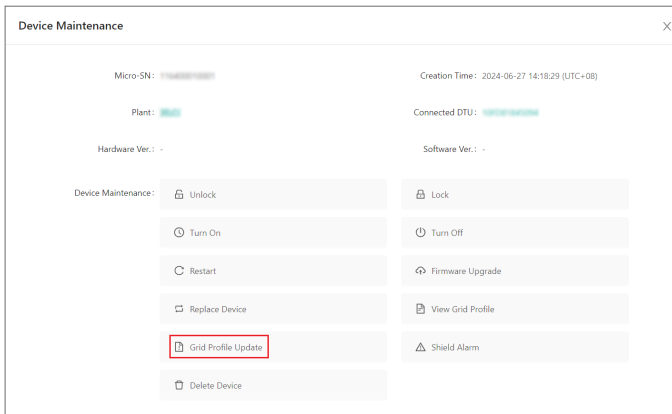 Device Maintenance
Micro-SN: Creation Time: 2024-06-27 14:18:29 (UTC+08)
Plant: Connected DTU:
Hardware Ver.: - Software Ver.: -
Device Maintenance: Unlock Lock
Turn On Turn Off
Restart Firmware Upgrade
Replace Device View Grid Profile
Grid Profile Update Shield Alarm
Delete Device